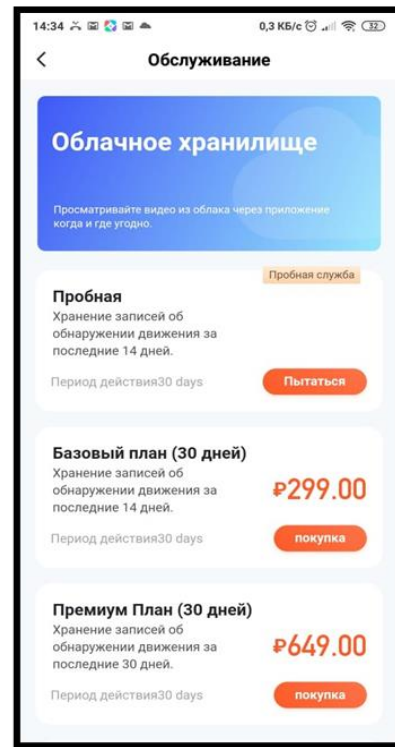 14:34 0,3 КБ/с 32
Обслуживание
Облачное хранилище
Просматривайте видео из облака через приложение
когда и где угодно.
Пробная служба
Пробная
Хранение записей об
обнаружении движения за
последние 14 дней.
Период действия30 days Пытаться
Базовый план (30 дней)
Хранение записей об
обнаружении движения за
последние 14 дней.
₽299.00
Период действия30 days покупка
Премиум План (30 дней)
Хранение записей об
обнаружении движения за
последние 30 дней.
₽649.00
Период действия30 days покупка